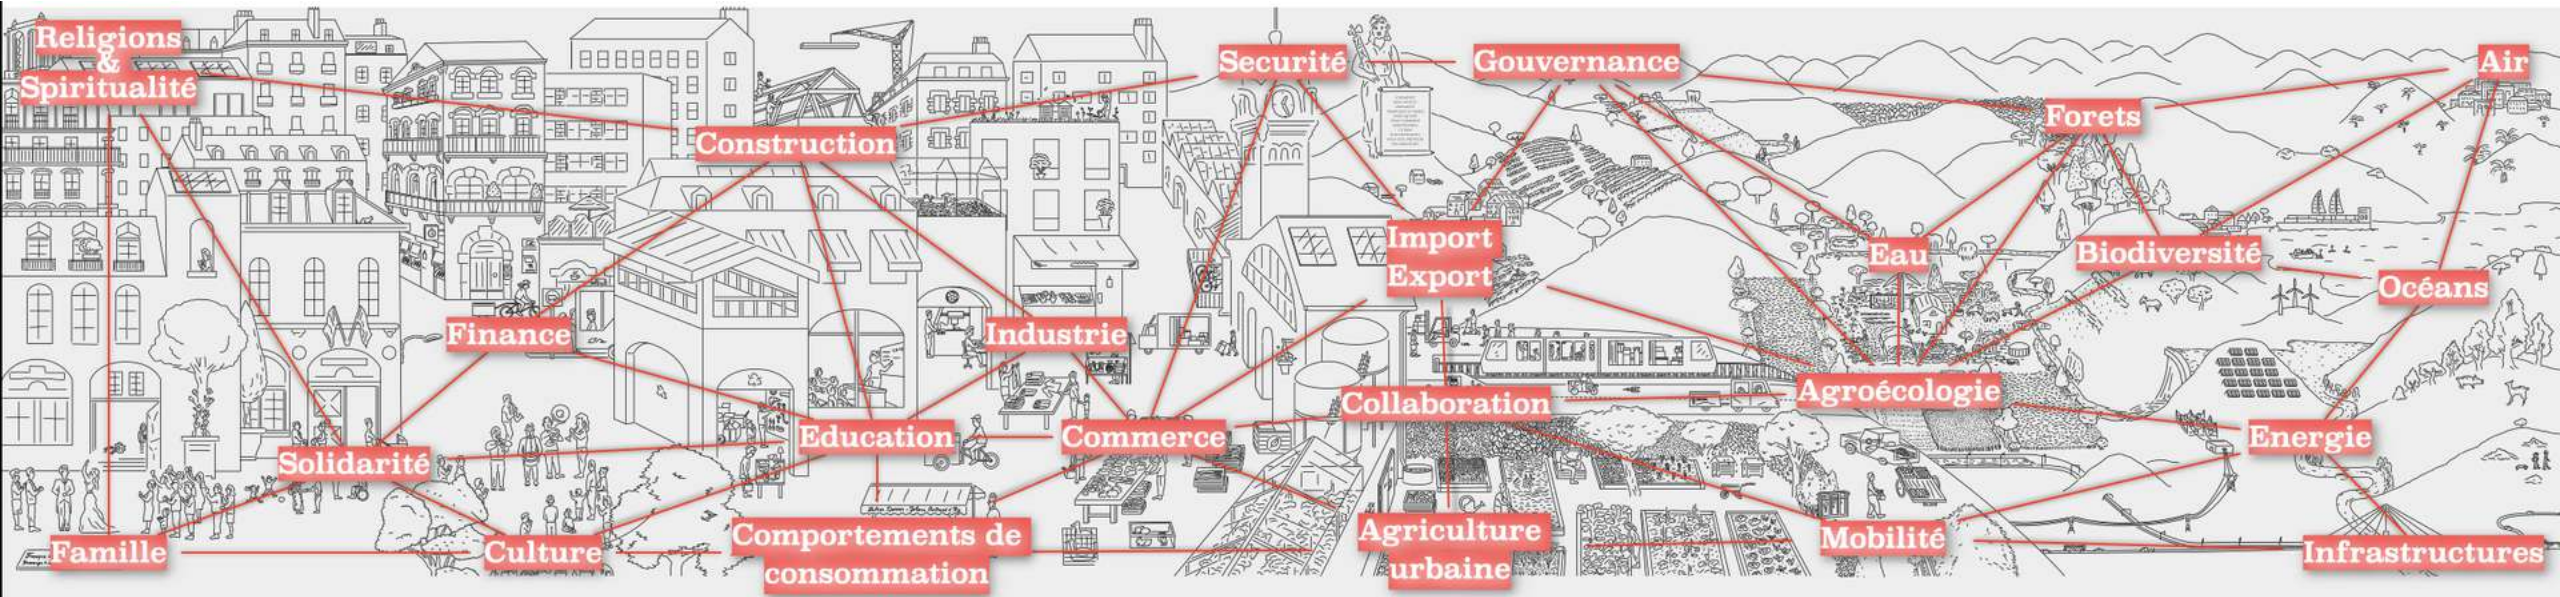 Religions
&
Spiritualité
Securité
Gouvernance
Air
Forets
Construction
Import
Export
Eau
Biodiversité
Océans
Finance
Industrie
Collaboration
Agroécologie
Solidarité
Education
Commerce
Energie
Famille
Culture
Comportements de
consommation
Agriculture
urbaine
Mobilité
Infrastructures